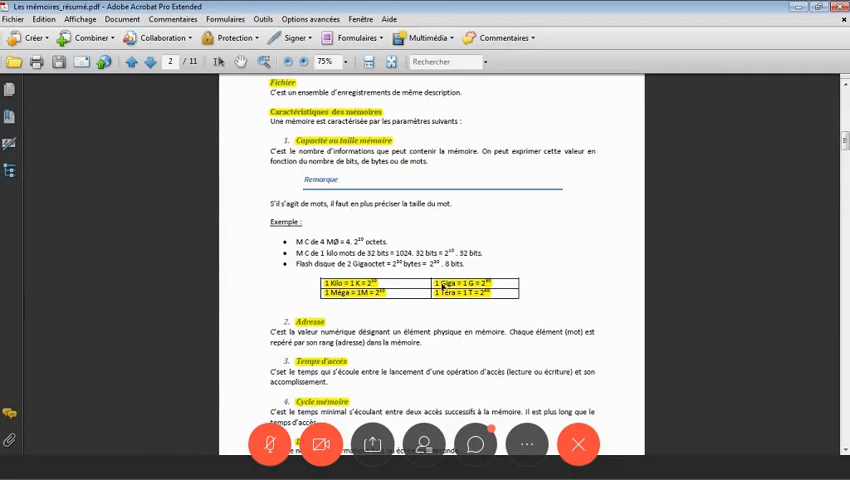 Les mémoires_résumé.pdf - Adobe Acrobat Pro Extended
Fichier Edition Affichage Document Commentaires Formulaires Outils Options avancées Fenêtre Aide
Créer Combiner Collaboration Protection Signer Formulaires Multimédia Commentaires
2 / 11 75% Rechercher
Fichier
C'est un ensemble d'enregistrements de même description.
Caractéristiques des mémoires
Une mémoire est caractérisée par les paramètres suivants :
1. Capacité ou taille mémoire
C'est le nombre d'informations que peut contenir la mémoire. On peut exprimer cette valeur en
fonction du nombre de bits, de bytes ou de mots.
Remarque
S'il s'agit de mots, il faut en plus préciser la taille du mot.
Exemple :
• M C de 4 MØ = 4. 2²⁰ octets.
• M C de 1 kilo mots de 32 bits = 1024. 32 bits = 2¹⁰ . 32 bits.
• Flash disque de 2 Gigaoctet = 2³⁰ bytes = 2³⁰ . 8 bits.
1 Kilo = 1 K = 2¹⁰ 1 Giga = 1 G = 2³⁰
1 Méga = 1M = 2²⁰ 1 Téra = 1 T = 2⁴⁰
2. Adresse
C'est la valeur numérique désignant un élément physique en mémoire. Chaque élément (mot) est
repéré par son rang (adresse) dans la mémoire.
3. Temps d'accès
C'set le temps qui s'écoule entre le lancement d'une opération d'accès (lecture ou écriture) et son
accomplissement.
4. Cycle mémoire
C'est le temps minimal s'écoulant entre deux accès successifs à la mémoire. Il est plus long que le
temps d'accès